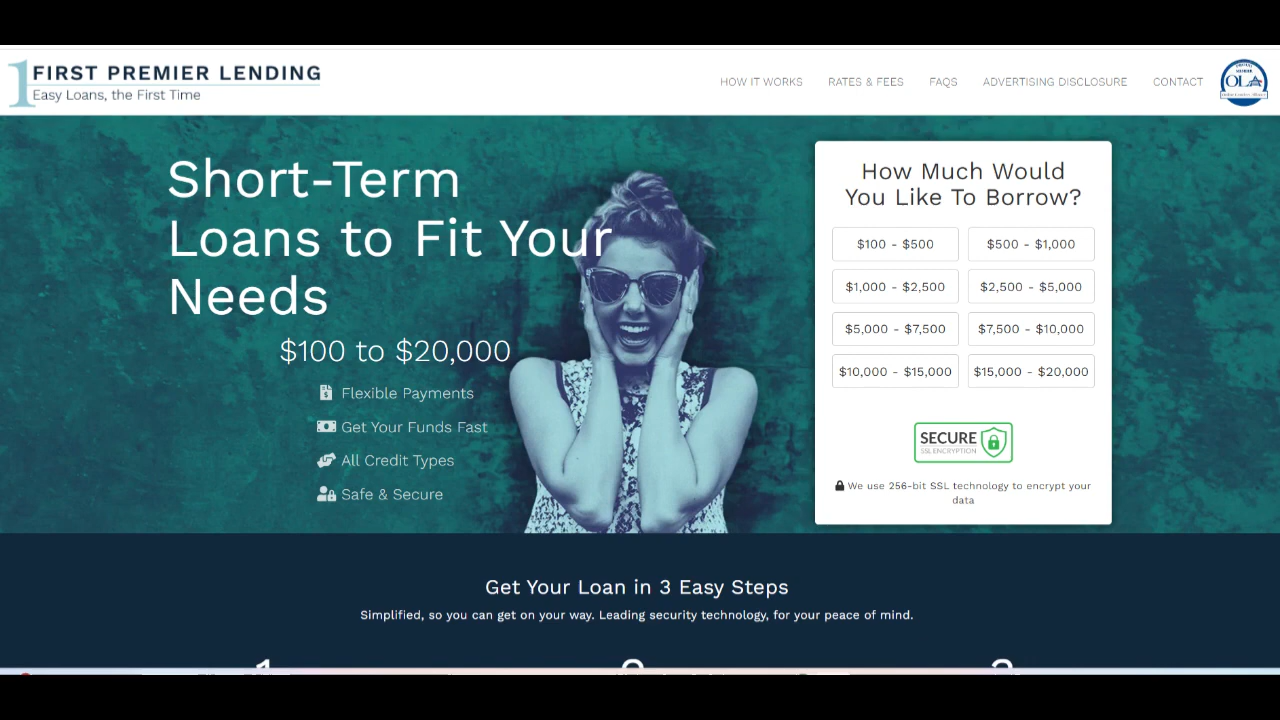 1 FIRST PREMIER LENDING
Easy Loans, the First Time
HOW IT WORKS
RATES & FEES
FAQS
ADVERTISING DISCLOSURE
CONTACT
OLA
Short-Term
Loans to Fit Your
Needs
$100 to $20,000
Flexible Payments
Get Your Funds Fast
All Credit Types
Safe & Secure
How Much Would
You Like To Borrow?
$100 - $500
$500 - $1,000
$1,000 - $2,500
$2,500 - $5,000
$5,000 - $7,500
$7,500 - $10,000
$10,000 - $15,000
$15,000 - $20,000
SECURE
SSL ENCRYPTION
We use 256-bit SSL technology to encrypt your
data
Get Your Loan in 3 Easy Steps
Simplified, so you can get on your way. Leading security technology, for your peace of mind.